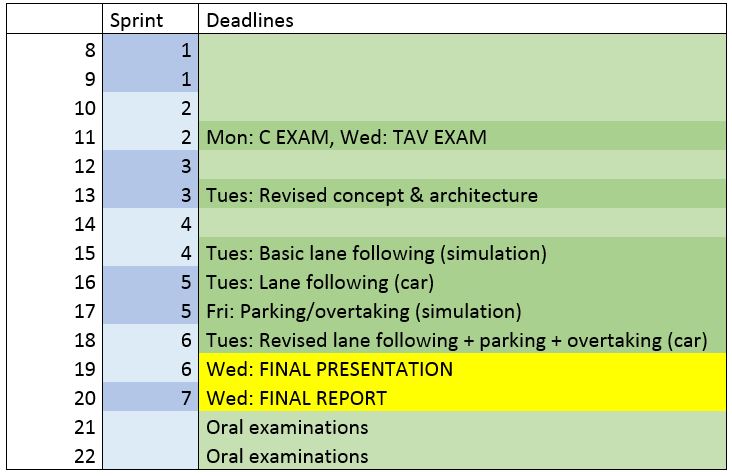 Sprint Deadlines
8 1
9 1
10 2
11 2 Mon: C EXAM, Wed: TAV EXAM
12 3
13 3 Tues: Revised concept & architecture
14 4
15 4 Tues: Basic lane following (simulation)
16 5 Tues: Lane following (car)
17 5 Fri: Parking/overtaking (simulation)
18 6 Tues: Revised lane following + parking + overtaking (car)
19 6 Wed: FINAL PRESENTATION
20 7 Wed: FINAL REPORT
21 Oral examinations
22 Oral examinations